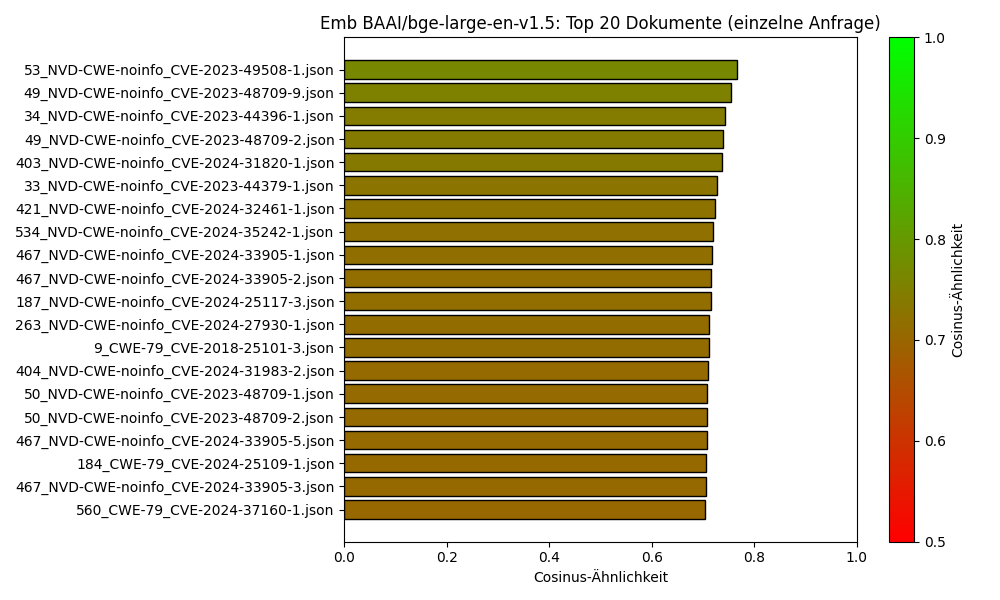 Emb BAAI/bge-large-en-v1.5: Top 20 Dokumente (einzelne Anfrage)
53_NVD-CWE-noinfo_CVE-2023-49508-1.json
49_NVD-CWE-noinfo_CVE-2023-48709-9.json
34_NVD-CWE-noinfo_CVE-2023-44396-1.json
49_NVD-CWE-noinfo_CVE-2023-48709-2.json
403_NVD-CWE-noinfo_CVE-2024-31820-1.json
33_NVD-CWE-noinfo_CVE-2023-44379-1.json
421_NVD-CWE-noinfo_CVE-2024-32461-1.json
534_NVD-CWE-noinfo_CVE-2024-35242-1.json
467_NVD-CWE-noinfo_CVE-2024-33905-1.json
467_NVD-CWE-noinfo_CVE-2024-33905-2.json
187_NVD-CWE-noinfo_CVE-2024-25117-3.json
263_NVD-CWE-noinfo_CVE-2024-27930-1.json
9_CWE-79_CVE-2018-25101-3.json
404_NVD-CWE-noinfo_CVE-2024-31983-2.json
50_NVD-CWE-noinfo_CVE-2023-48709-1.json
50_NVD-CWE-noinfo_CVE-2023-48709-2.json
467_NVD-CWE-noinfo_CVE-2024-33905-5.json
184_CWE-79_CVE-2024-25109-1.json
467_NVD-CWE-noinfo_CVE-2024-33905-3.json
560_CWE-79_CVE-2024-37160-1.json
0.0 0.2 0.4 0.6 0.8 1.0
Cosinus-Ähnlichkeit
1.0
0.9
0.8
0.7
0.6
0.5
Cosinus-Ähnlichkeit